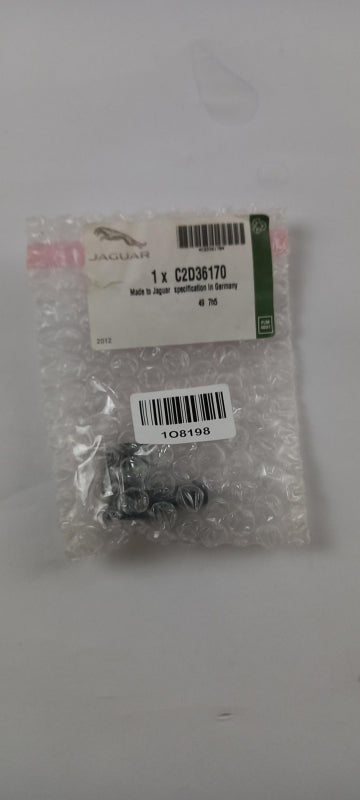 JAGUAR
1 x C2D36170
Made to Jaguar specification in Germany
49 7h5
2012
1O8198